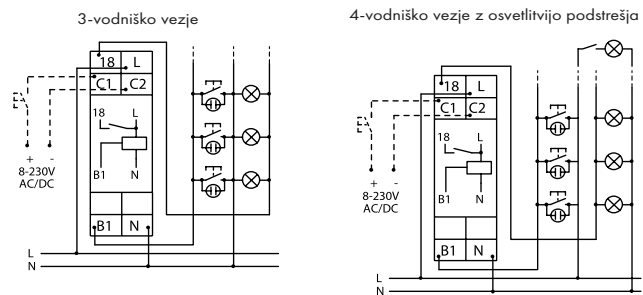 3-vodniško vezje
18 L
C1 C2
18 L
B1 N
+ -
8-230V
AC/DC
B1 N
L
N
4-vodniško vezje z osvetlitvijo podstrešja
18 L
C1 C2
18 L
B1 N
+ -
8-230V
AC/DC
B1 N
L
N